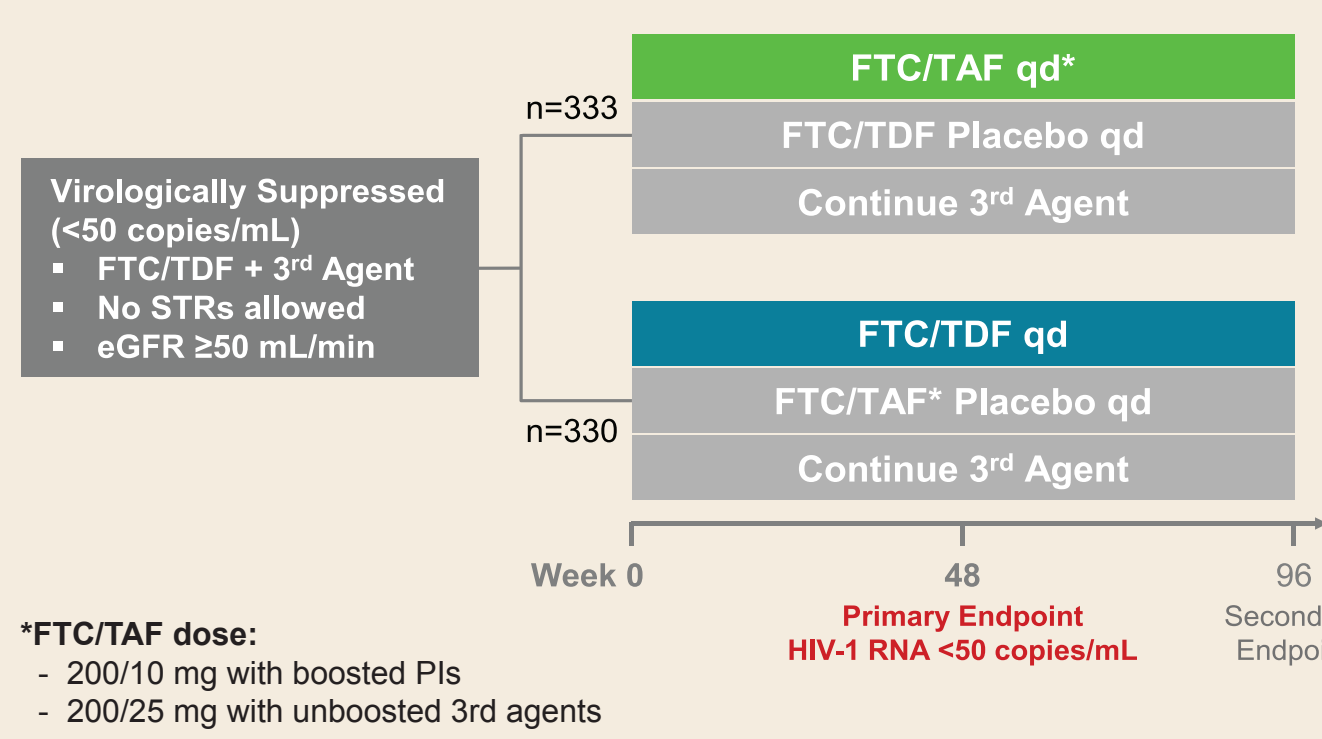 FTC/TAF qd*
n=333
FTC/TDF Placebo qd
Continue 3rd Agent
Virologically Suppressed
(<50 copies/mL)
▪ FTC/TDF + 3rd Agent
▪ No STRs allowed
▪ eGFR ≥50 mL/min
FTC/TDF qd
FTC/TAF* Placebo qd
n=330
Continue 3rd Agent
Week 0 48 96
Primary Endpoint
HIV-1 RNA <50 copies/mL
*FTC/TAF dose:
- 200/10 mg with boosted PIs
- 200/25 mg with unboosted 3rd agents